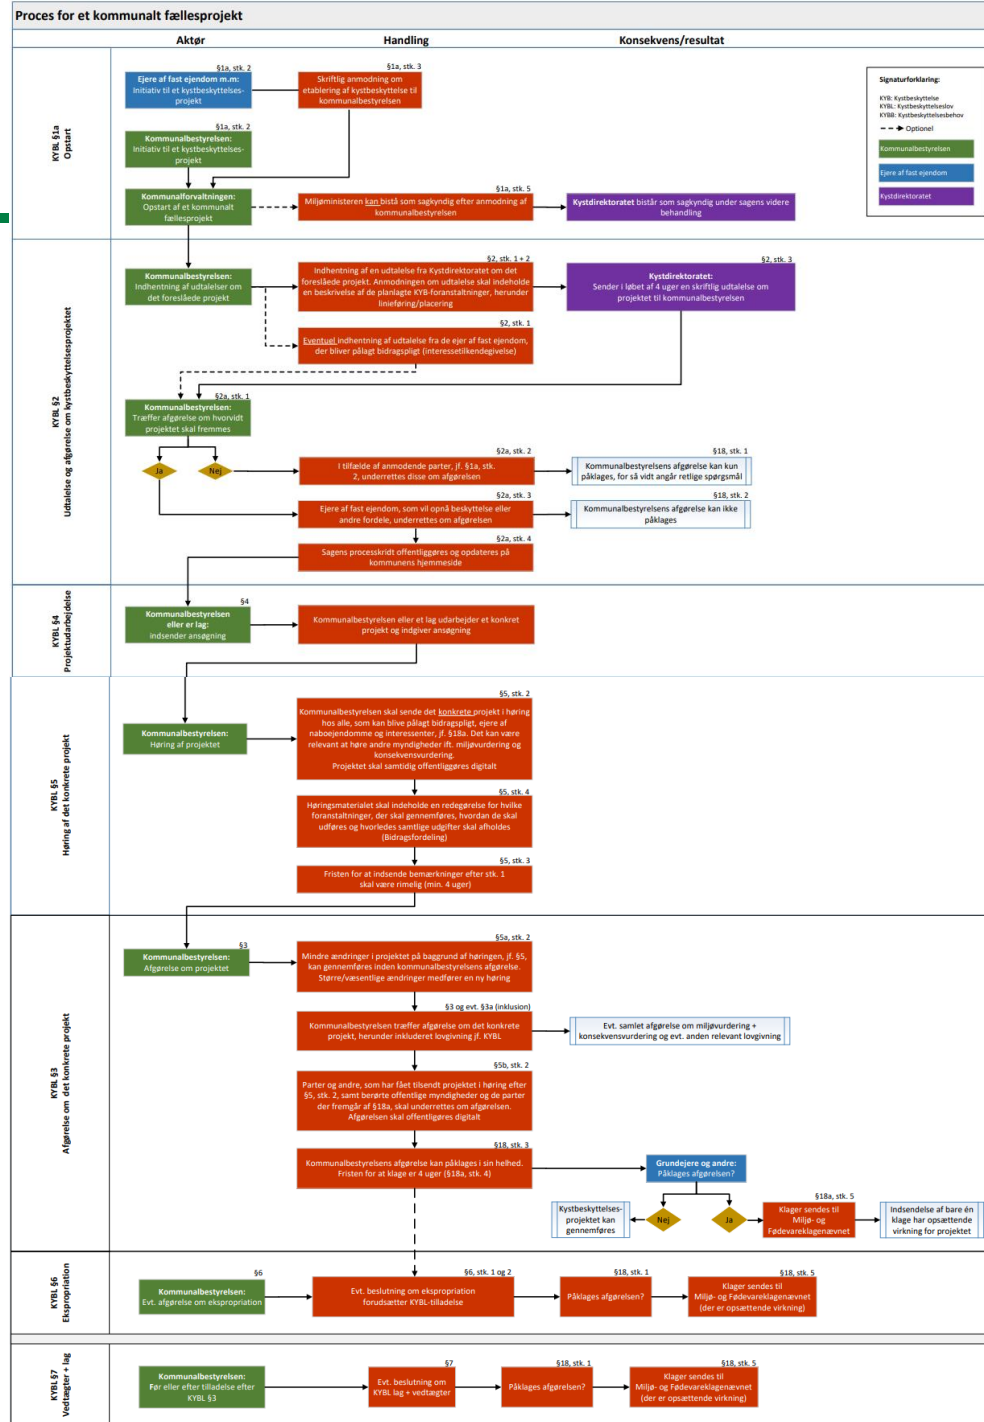 Proces for et kommunalt fællesprojekt
Aktør
Handling
Konsekvens/resultat
KYBL §1a
Opstart
§1a, stk. 2
Ejere af fast ejendom m.m:
Initiativ til et kystbeskyttelses-
projekt
§1a, stk. 3
Skriftlig anmodning om
etablering af kystbeskyttelse til
kommunalbestyrelsen
§1a, stk. 2
Kommunalbestyrelsen:
Initiativ til et kystbeskyttelses-
projekt
Kommunalforvaltningen:
Opstart af et kommunalt
fællesprojekt
§1a, stk. 5
Miljøministeren kan bistå som sagkyndig efter anmodning af
kommunalbestyrelsen
Kystdirektoratet bistår som sagkyndig under sagens videre
behandling
Signaturforklaring:
KYB: Kystbeskyttelse
KYBL: Kystbeskyttelseslov
KYBB: Kystbeskyttelsesbehov
Optionel
Kommunalbestyrelsen
Ejere af fast ejendom
Kystdirektoratet
KYBL §2
Udtalelse og afgørelse om kystbeskyttelsesprojektet
Kommunalbestyrelsen:
Indhentning af udtalelser om
det foreslåede projekt
§2, stk. 1 + 2
Indhentning af en udtalelse fra Kystdirektoratet om det
foreslåede projekt. Anmodningen om udtalelse skal indeholde
en beskrivelse af de planlagte KYB-foranstaltninger, herunder
linieføring/placering
§2, stk. 3
Kystdirektoratet:
Sender i løbet af 4 uger en skriftlig udtalelse om
projektet til kommunalbestyrelsen
§2, stk. 1
Eventuel indhentning af udtalelse fra de ejer af fast ejendom,
der bliver pålagt bidragspligt (interessetilkendegivelse)
§2a, stk. 1
Kommunalbestyrelsen:
Træffer afgørelse om hvorvidt
projektet skal fremmes
Ja
Nej
§2a, stk. 2
I tilfælde af anmodende parter, jf. §1a, stk.
2, underrettes disse om afgørelsen
§18, stk. 1
Kommunalbestyrelsens afgørelse kan kun
påklages, for så vidt angår retlige spørgsmål
§2a, stk. 3
Ejere af fast ejendom, som vil opnå beskyttelse eller
andre fordele, underrettes om afgørelsen
§18, stk. 2
Kommunalbestyrelsens afgørelse kan ikke
påklages
§2a, stk. 4
Sagens processkridt offentliggøres og opdateres på
kommunens hjemmeside
KYBL §4
Projektudarbejdelse
§4
Kommunalbestyrelsen
eller er lag:
indsender ansøgning
Kommunalbestyrelsen eller et lag udarbejder et konkret
projekt og indgiver ansøgning
KYBL §5
Høring af det konkrete projekt
Kommunalbestyrelsen:
Høring af projektet
§5, stk. 2
Kommunalbestyrelsen skal sende det konkrete projekt i høring
hos alle, som kan blive pålagt bidragspligt, ejere af
naboejendomme og interessenter, jf. §18a. Det kan være
relevant at høre andre myndigheder ift. miljøvurdering og
konsekvensvurdering.
Projektet skal samtidig offentliggøres digitalt
§5, stk. 4
Høringsmaterialet skal indeholde en redegørelse for hvilke
foranstaltninger, der skal gennemføres, hvordan de skal
udføres og hvorledes samtlige udgifter skal afholdes
(Bidragsfordeling)
§5, stk. 3
Fristen for at indsende bemærkninger efter stk. 1
skal være rimelig (min. 4 uger)
KYBL §3
Afgørelse om det konkrete projekt
§3
Kommunalbestyrelsen:
Afgørelse om projektet
§5a, stk. 2
Mindre ændringer i projektet på baggrund af høringen, jf. §5,
kan gennemføres inden kommunalbestyrelsens afgørelse.
Større/væsentlige ændringer medfører en ny høring
§3 og evt. §3a (inklusion)
Kommunalbestyrelsen træffer afgørelse om det konkrete
projekt, herunder inkluderet lovgivning jf. KYBL
Evt. samlet afgørelse om miljøvurdering +
konsekvensvurdering og evt. anden relevant lovgivning
§5b, stk. 2
Parter og andre, som har fået tilsendt projektet i høring efter
§5, stk. 2, samt berørte offentlige myndigheder og de parter
der fremgår af §18a, skal underrettes om afgørelsen.
Afgørelsen skal offentligøres digitalt
§18, stk. 3
Kommunalbestyrelsens afgørelse kan påklages i sin helhed.
Fristen for at klage er 4 uger (§18a, stk. 4)
Grundejere og andre:
Påklages afgørelsen?
Kystbeskyttelses-
projektet kan
gennemføres
Nej
Ja
§18a, stk. 5
Klager sendes til
Miljø- og
Fødevareklagenævnet
Indsendelse af bare én
klage har opsættende
virkning for projektet
KYBL §6
Ekspropriation
§6
Kommunalbestyrelsen:
Evt. afgørelse om ekspropriation
§6, stk. 1 og 2
Evt. beslutning om ekspropriation
forudsætter KYBL-tilladelse
§18, stk. 1
Påklages afgørelsen?
§18, stk. 5
Klager sendes til
Miljø- og Fødevareklagenævnet
(der er opsættende virkning)
KYBL §7
Vedtægter + lag
Kommunalbestyrelsen:
Før eller efter tilladelse efter
KYBL §3
§7
Evt. beslutning om
KYBL lag + vedtægter
§18, stk. 1
Påklages afgørelsen?
§18, stk. 5
Klager sendes til
Miljø- og Fødevareklagenævnet
(der er opsættende virkning)